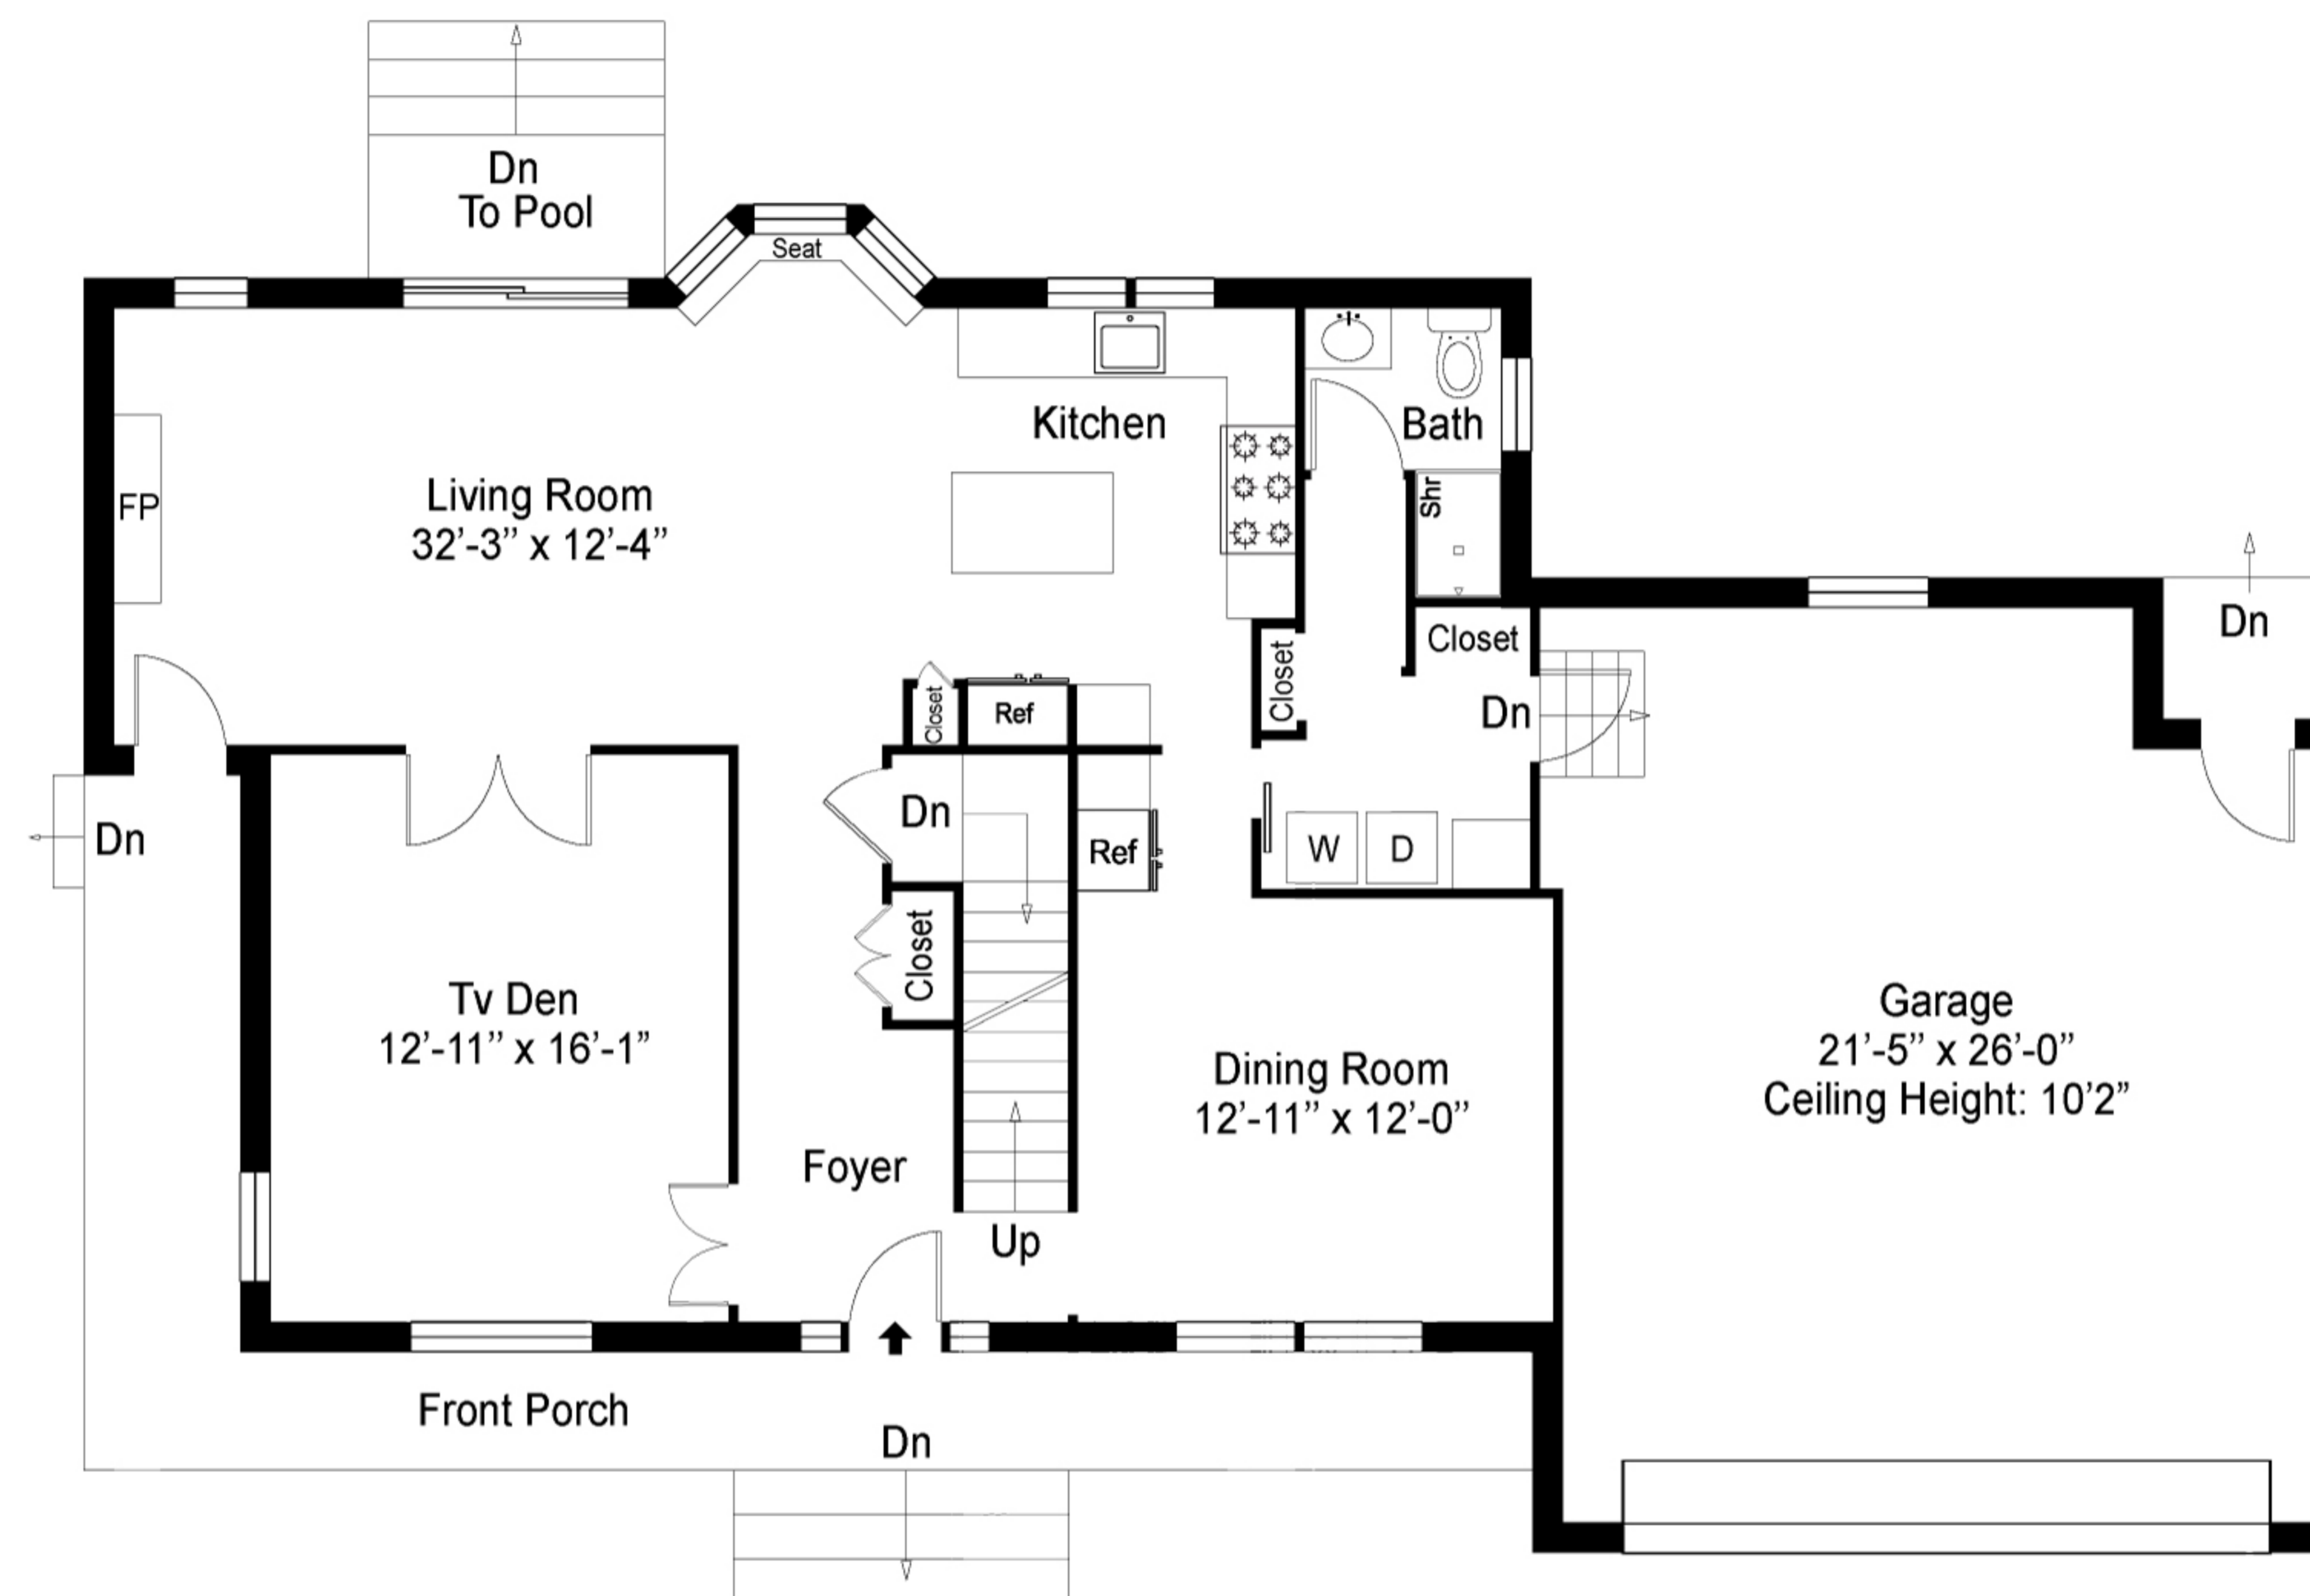 Dn
To Pool
Seat
Kitchen
Bath
Living Room
32’-3” x 12’-4”
FP
Shr
Closet
Closet
Closet
Ref
Dn
Dn
Dn
Dn
Ref
W
D
Closet
Tv Den
12’-11” x 16’-1”
Garage
21’-5” x 26’-0”
Ceiling Height: 10’2”
Dining Room
12’-11” x 12’-0”
Foyer
Up
Front Porch
Dn